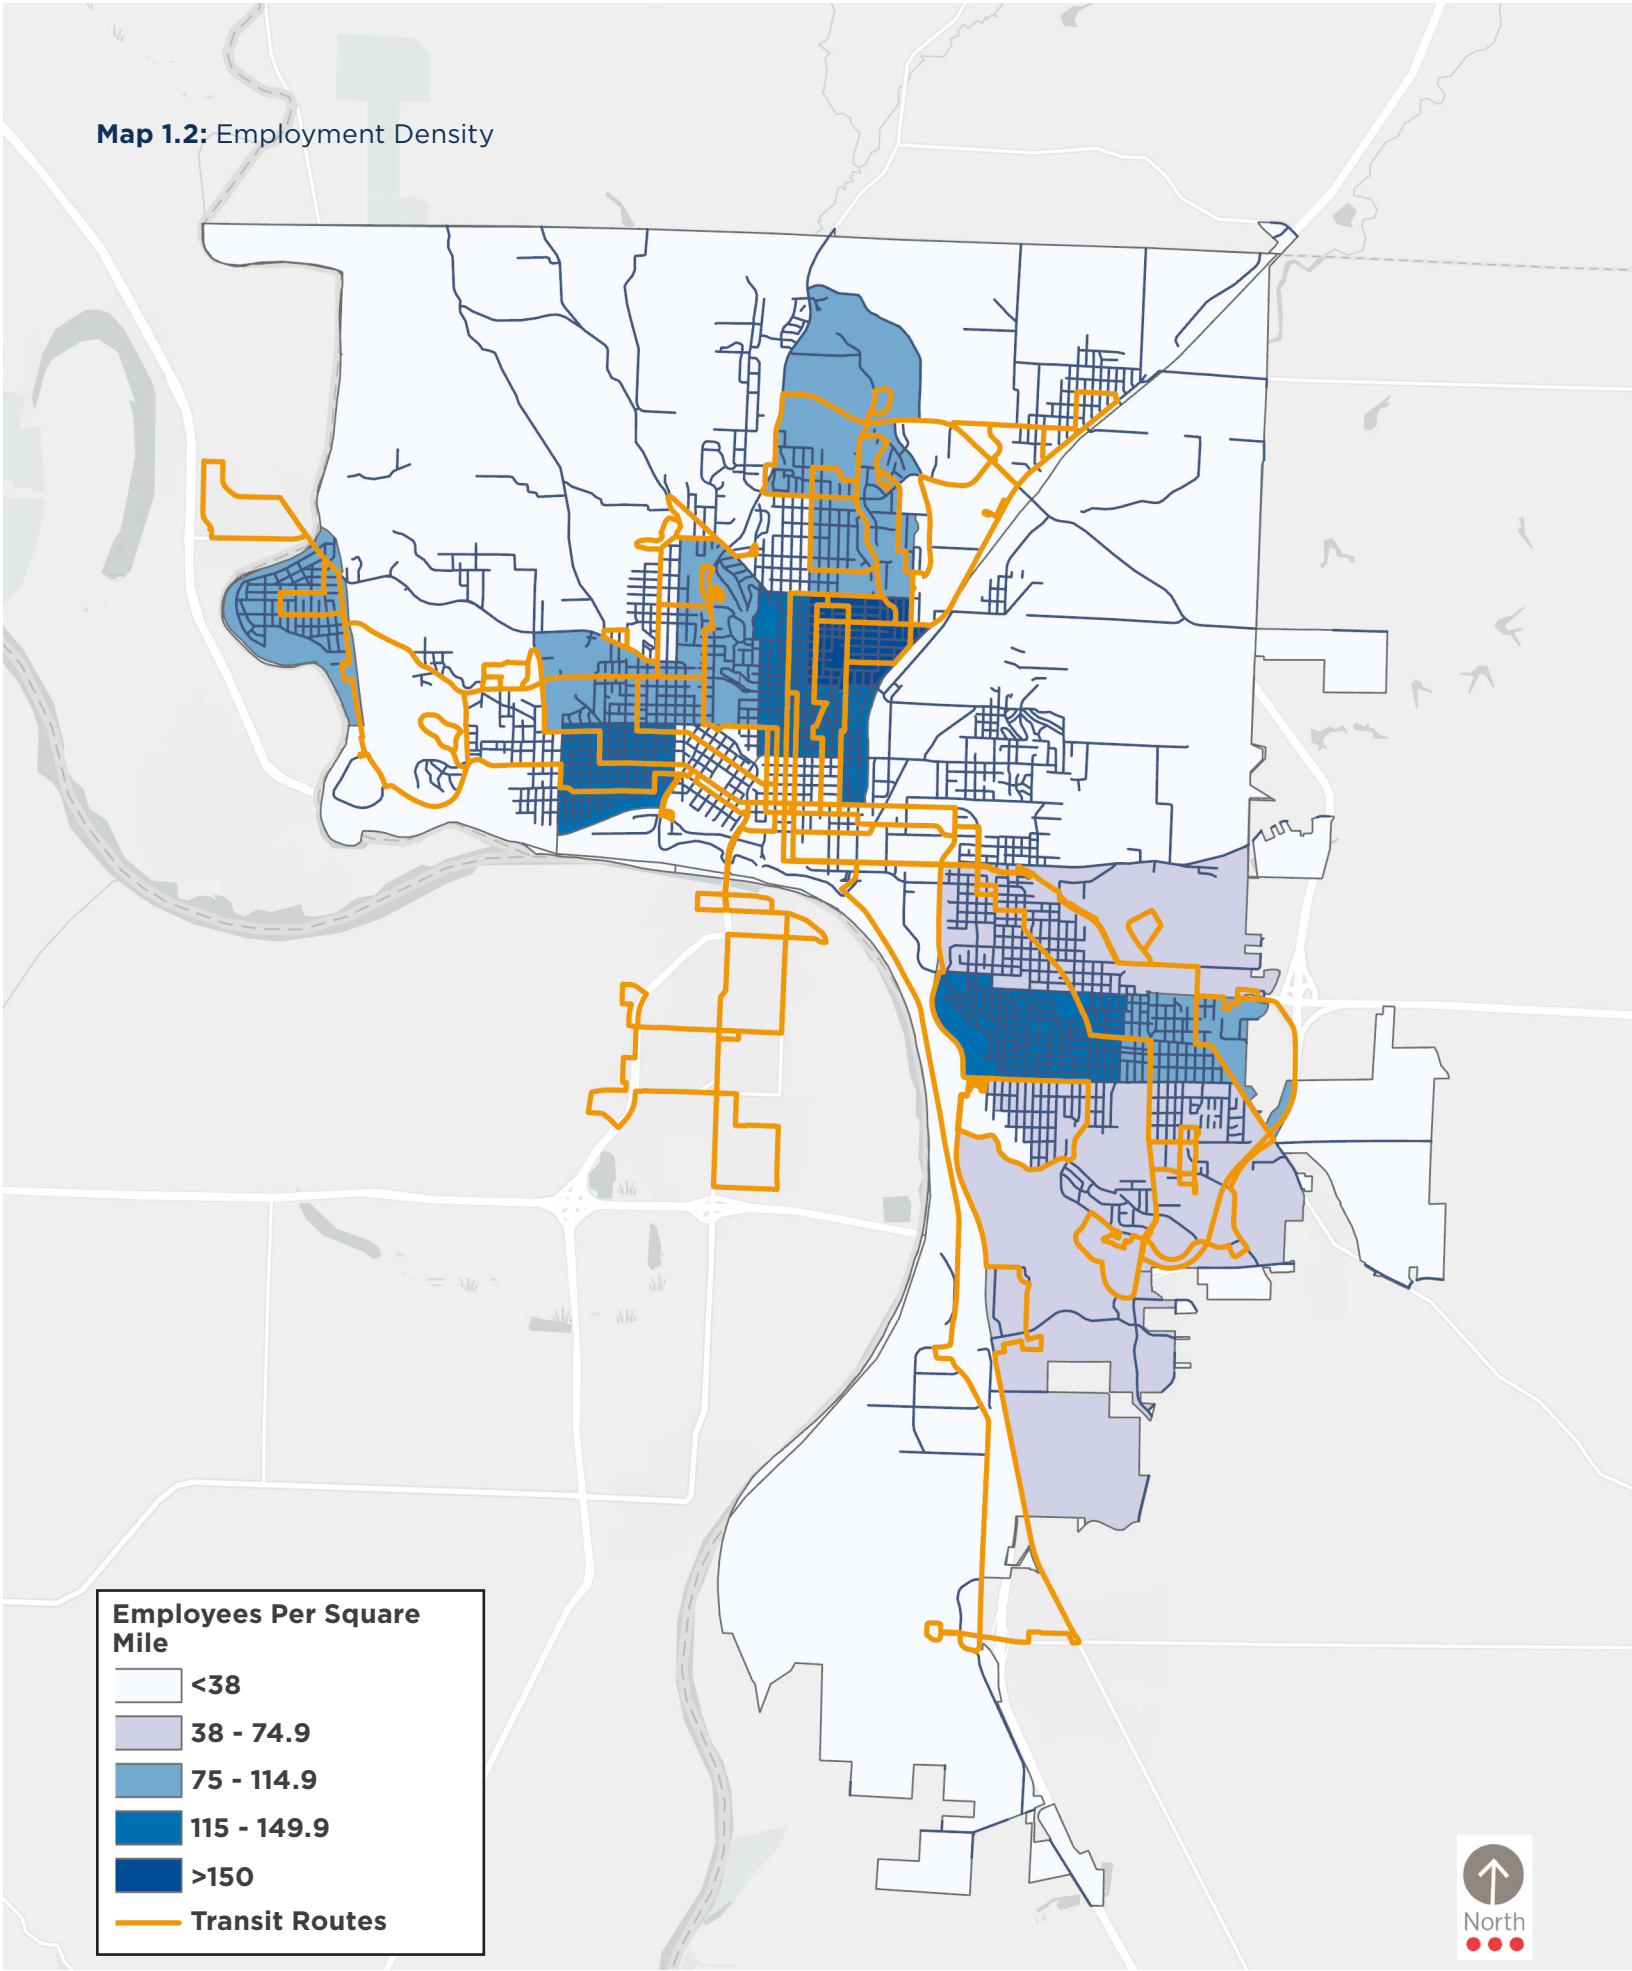 Map 1.2: Employment Density
Employees Per Square
Mile
<38
38 - 74.9
75 - 114.9
115 - 149.9
>150
Transit Routes
North